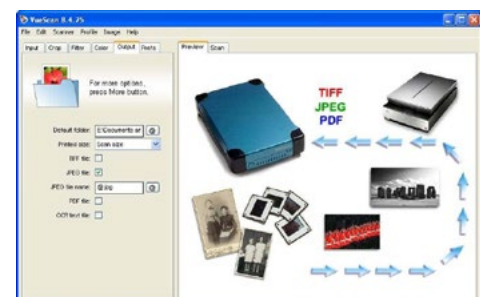 VueScan 8.4.25
File Edit Scanner Profile Image Help
Input Crop Filter Color Output Prefs
Preview Scan
For more options,
press More button.
Default folder: @
Printed size: Scan size
TIFF file:
JPEG file:
JPEG file name: @
PDF file:
OCR text file:
TIFF
JPEG
PDF